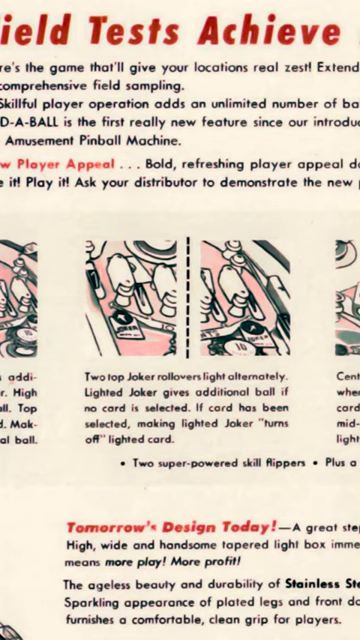 ield Tests Achieve
re's the game that'll give your locations real zest! Extend
comprehensive field sampling.
Skillful player operation adds an unlimited number of ba
D-A-BALL is the first really new feature since our introdu
Amusement Pinball Machine.
w Player Appeal . . . Bold, refreshing player appeal d
e it! Play it! Ask your distributor to demonstrate the new
JOKER
10
s addi-
r. High
ll. Top
d. Mak-
al ball.
Two top Joker rollovers light alternately.
Lighted Joker gives additional ball if
no card is selected. If card has been
selected, making lighted Joker "turns
off" lighted card.
Cent
whe
card
mid-
light
• Two super-powered skill flippers • Plus a
Tomorrow's Design Today!—A great ste
High, wide and handsome tapered light box imme
means more play! More profit!
The ageless beauty and durability of Stainless Ste
Sparkling appearance of plated legs and front do
furnishes a comfortable, clean grip for players.